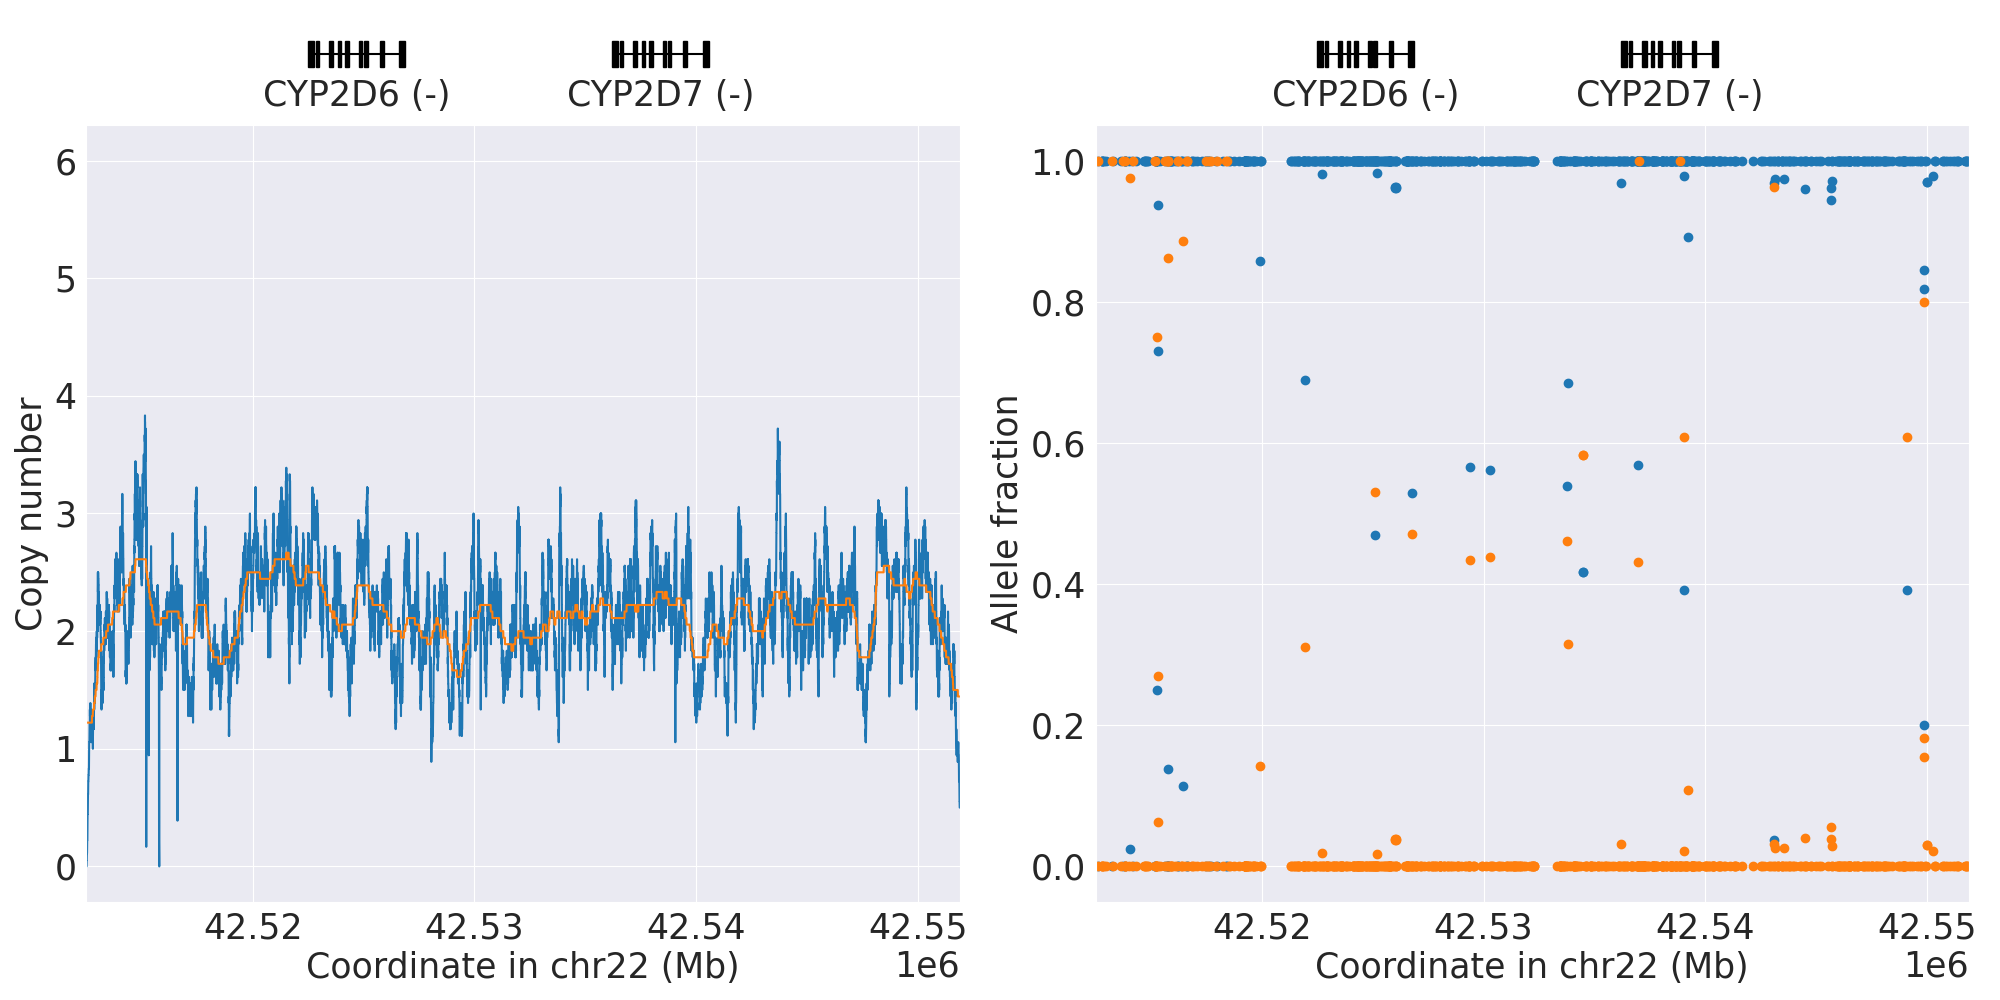 CYP2D6 (-) CYP2D7 (-)
6
5
4
3
2
1
0
Copy number
42.52 42.53 42.54 42.55
Coordinate in chr22 (Mb)
1e6
CYP2D6 (-) CYP2D7 (-)
1.0
0.8
0.6
0.4
0.2
0.0
Allele fraction
42.52 42.53 42.54 42.55
Coordinate in chr22 (Mb)
1e6